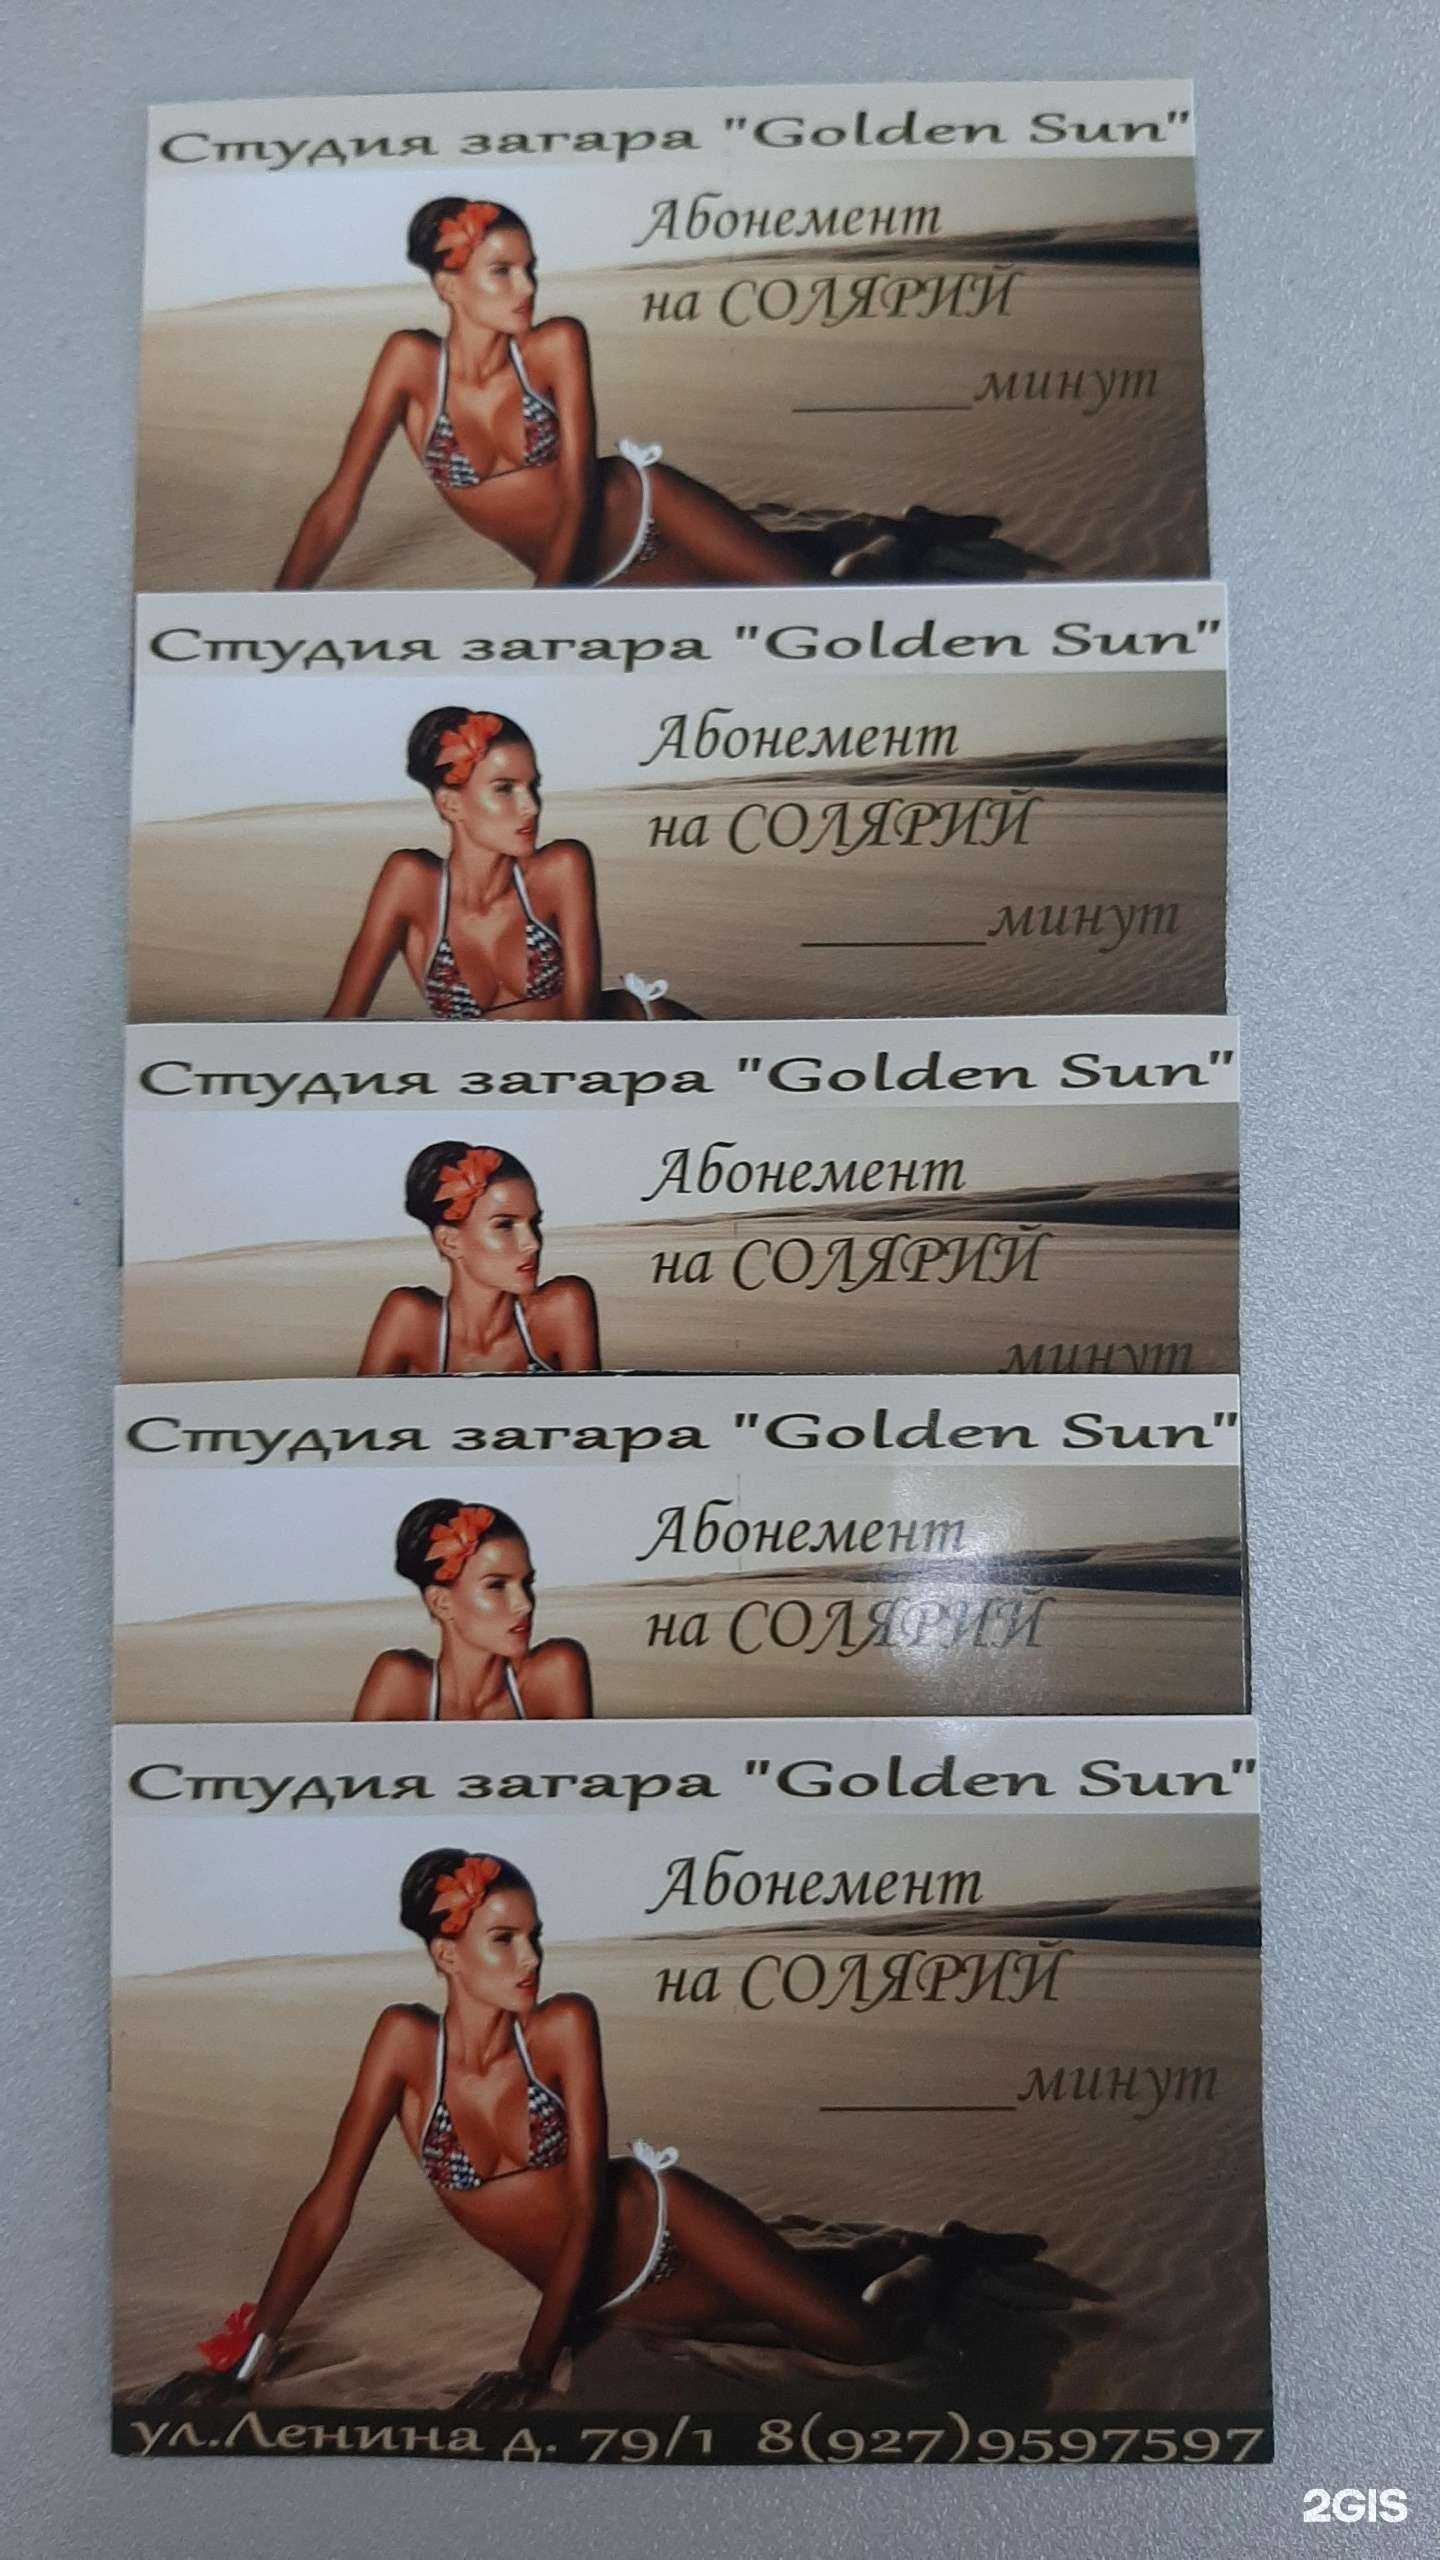 Студия загара "Golden Sun"
Абонемент
на СОЛЯРИЙ
______минут
Студия загара "Golden Sun"
Абонемент
на СОЛЯРИЙ
______минут
Студия загара "Golden Sun"
Абонемент
на СОЛЯРИЙ
минут
Студия загара "Golden Sun"
Абонемент
на СОЛЯРИЙ
Студия загара "Golden Sun"
Абонемент
на СОЛЯРИЙ
______минут
ул.Ленина д. 79/1 8(927)9597597
2GIS